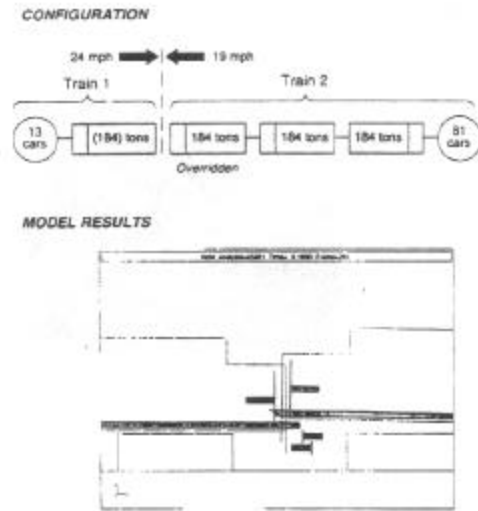 CONFIGURATION
24 mph 19 mph
Train 1 Train 2
13 cars (184) tons 184 tons 184 tons 184 tons 81 cars
Overridden
MODEL RESULTS